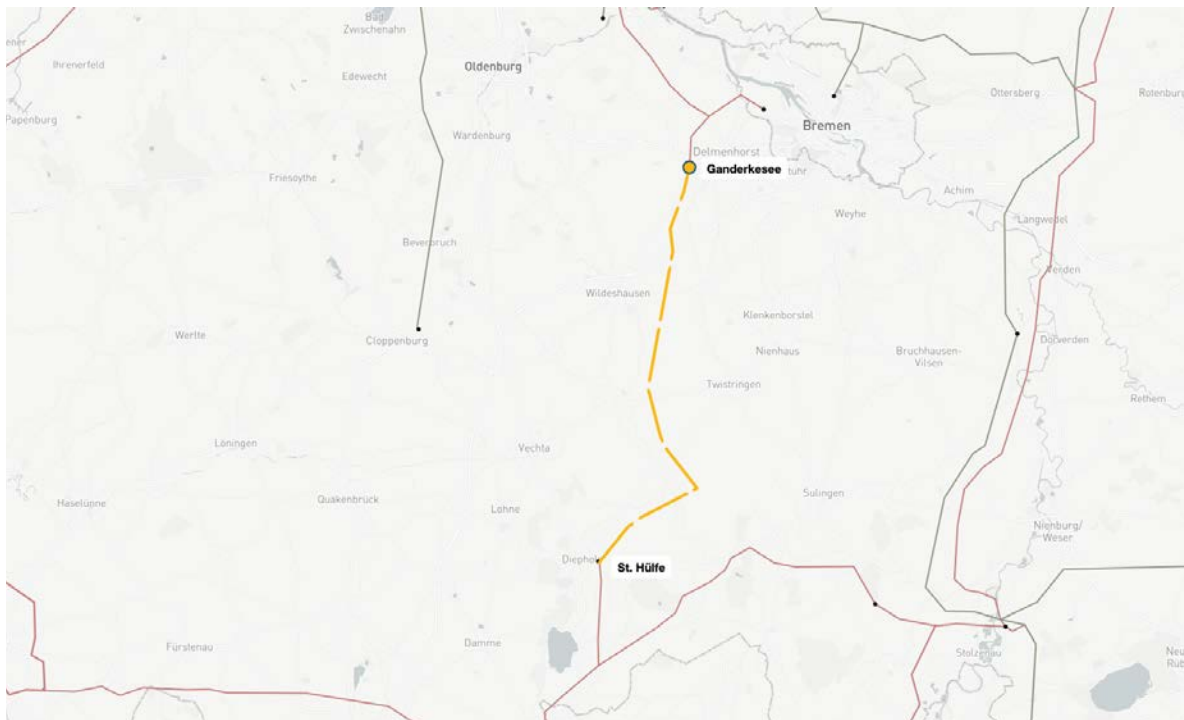 Bad
Zwischenahn
Ihrenerfeld
Edewecht
Oldenburg
Ottersberg
Rotenburg
Papenburg
Wardenburg
Bremen
Delmenhorst
Ganderkesee
Friesoythe
Achim
Weyhe
Langwedel
Beverbruch
Verden
Wildeshausen
Klenkenborstel
Werlte
Cloppenburg
Nienhaus
Bruchhausen-
Vilsen
Dörverden
Twistringen
Rethem
Löningen
Vechta
Haselünne
Quakenbrück
Lohne
Sulingen
Nienburg/
Weser
Diephol
St. Hülfe
Fürstenau
Damme
Stolzenau